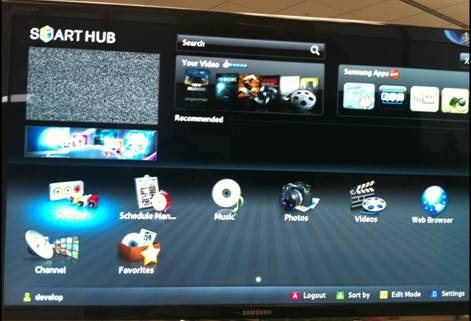 SMART HUB
Search
Your Video
Samsung Apps
Recommended
Source
Schedule Man...
Music
Photos
Videos
Web Browser
Channel
Favorites
develop
A Logout
B Sort by
Edit Mode
D Settings
SAMSUNG